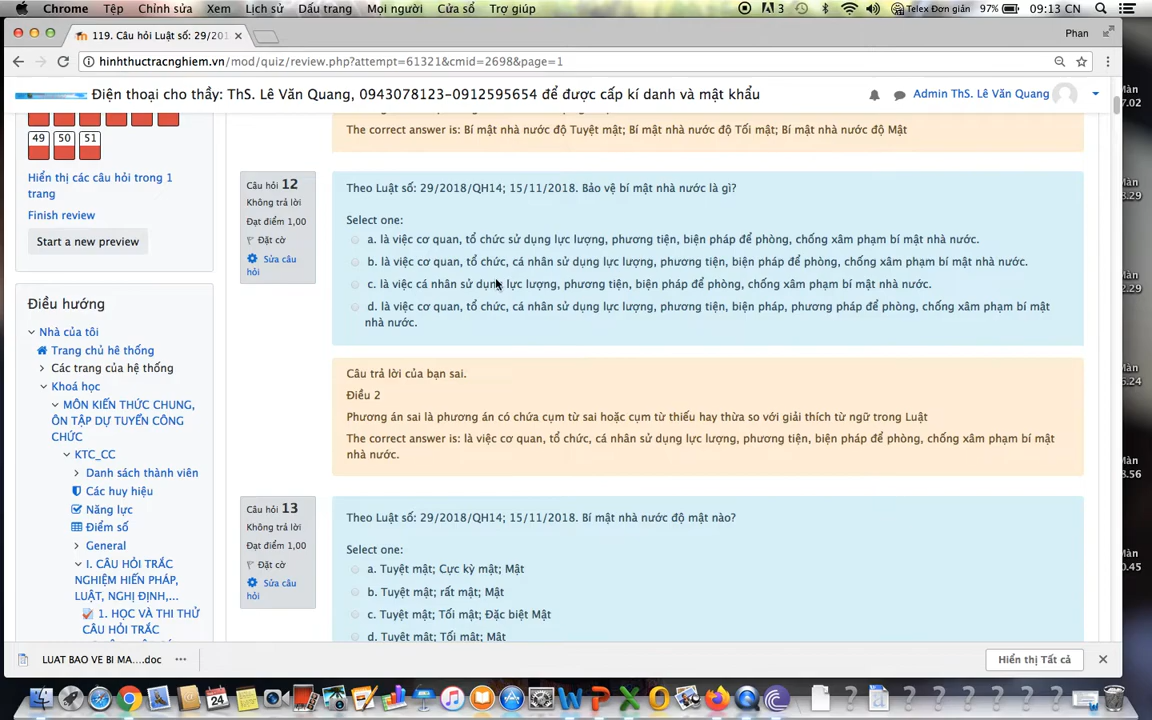 Chrome Tệp Chỉnh sửa Xem Lịch sử Dấu trang Mọi người Cửa sổ Trợ giúp 3 Telex Đơn giản 97% 09:13 CN
119. Câu hỏi Luật số: 29/201 Phan
hinhthuctracnghiem.vn/mod/quiz/review.php?attempt=61321&cmid=2698&page=1
Điện thoại cho thầy: ThS. Lê Văn Quang, 0943078123-0912595654 để được cấp kí danh và mật khẩu
Admin ThS. Lê Văn Quang
49 50 51
Hiển thị các câu hỏi trong 1
trang
Finish review
Start a new preview
Điều hướng
Nhà của tôi
Trang chủ hệ thống
Các trang của hệ thống
Khoá học
MÔN KIẾN THỨC CHUNG,
ÔN TẬP DỰ TUYỂN CÔNG
CHỨC
KTC_CC
Danh sách thành viên
Các huy hiệu
Năng lực
Điểm số
General
I. CÂU HỎI TRẮC
NGHIỆM HIẾN PHÁP,
LUẬT, NGHỊ ĐỊNH,...
1. HỌC VÀ THI THỬ
CÂU HỎI TRẮC
The correct answer is: Bí mật nhà nước độ Tuyệt mật; Bí mật nhà nước độ Tối mật; Bí mật nhà nước độ Mật
Câu hỏi 12
Không trả lời
Đạt điểm 1,00
Đặt cờ
Sửa câu
hỏi
Theo Luật số: 29/2018/QH14; 15/11/2018. Bảo vệ bí mật nhà nước là gì?
Select one:
a. là việc cơ quan, tổ chức sử dụng lực lượng, phương tiện, biện pháp để phòng, chống xâm phạm bí mật nhà nước.
b. là việc cơ quan, tổ chức, cá nhân sử dụng lực lượng, phương tiện, biện pháp để phòng, chống xâm phạm bí mật nhà nước.
c. là việc cá nhân sử dụng lực lượng, phương tiện, biện pháp để phòng, chống xâm phạm bí mật nhà nước.
d. là việc cơ quan, tổ chức, cá nhân sử dụng lực lượng, phương tiện, biện pháp, phương pháp để phòng, chống xâm phạm bí mật
nhà nước.
Câu trả lời của bạn sai.
Điều 2
Phương án sai là phương án có chứa cụm từ sai hoặc cụm từ thiếu hay thừa so với giải thích từ ngữ trong Luật
The correct answer is: là việc cơ quan, tổ chức, cá nhân sử dụng lực lượng, phương tiện, biện pháp để phòng, chống xâm phạm bí mật
nhà nước.
Câu hỏi 13
Không trả lời
Đạt điểm 1,00
Đặt cờ
Sửa câu
hỏi
Theo Luật số: 29/2018/QH14; 15/11/2018. Bí mật nhà nước độ mật nào?
Select one:
a. Tuyệt mật; Cực kỳ mật; Mật
b. Tuyệt mật; rất mật; Mật
c. Tuyệt mật; Tối mật; Đặc biệt Mật
d. Tuyệt mật; Tối mật; Mật
LUAT BAO VE BI MA....doc
Hiển thị Tất cả